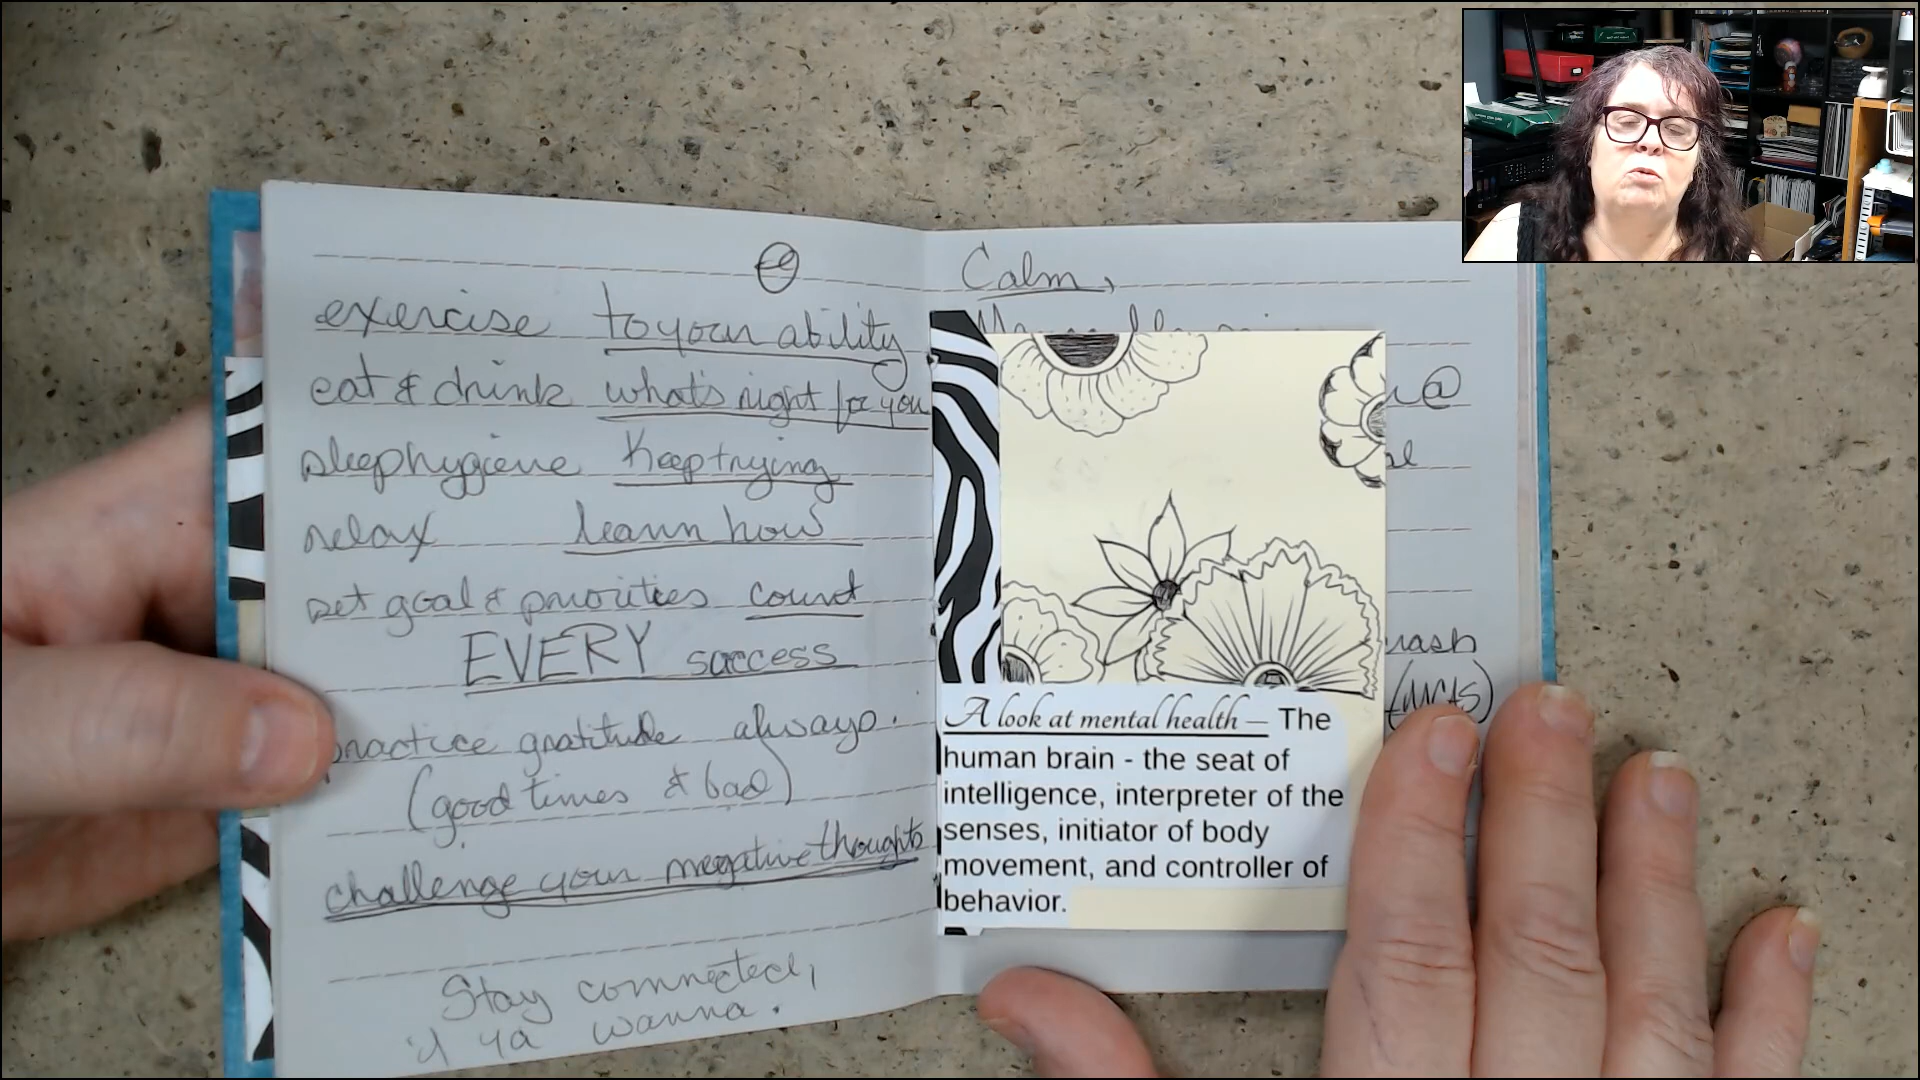 exercise to your ability
eat & drink what's right for you
sleep hygiene Keep trying
relax learn how
set goal & priorities count
EVERY success
practice gratitude always.
(good times & bad)
challenge your negative thoughts
Stay connected,
if ya wanna.
Calm,
@
rash
(MCAS)
A look at mental health — The
human brain - the seat of
intelligence, interpreter of the
senses, initiator of body
movement, and controller of
behavior.